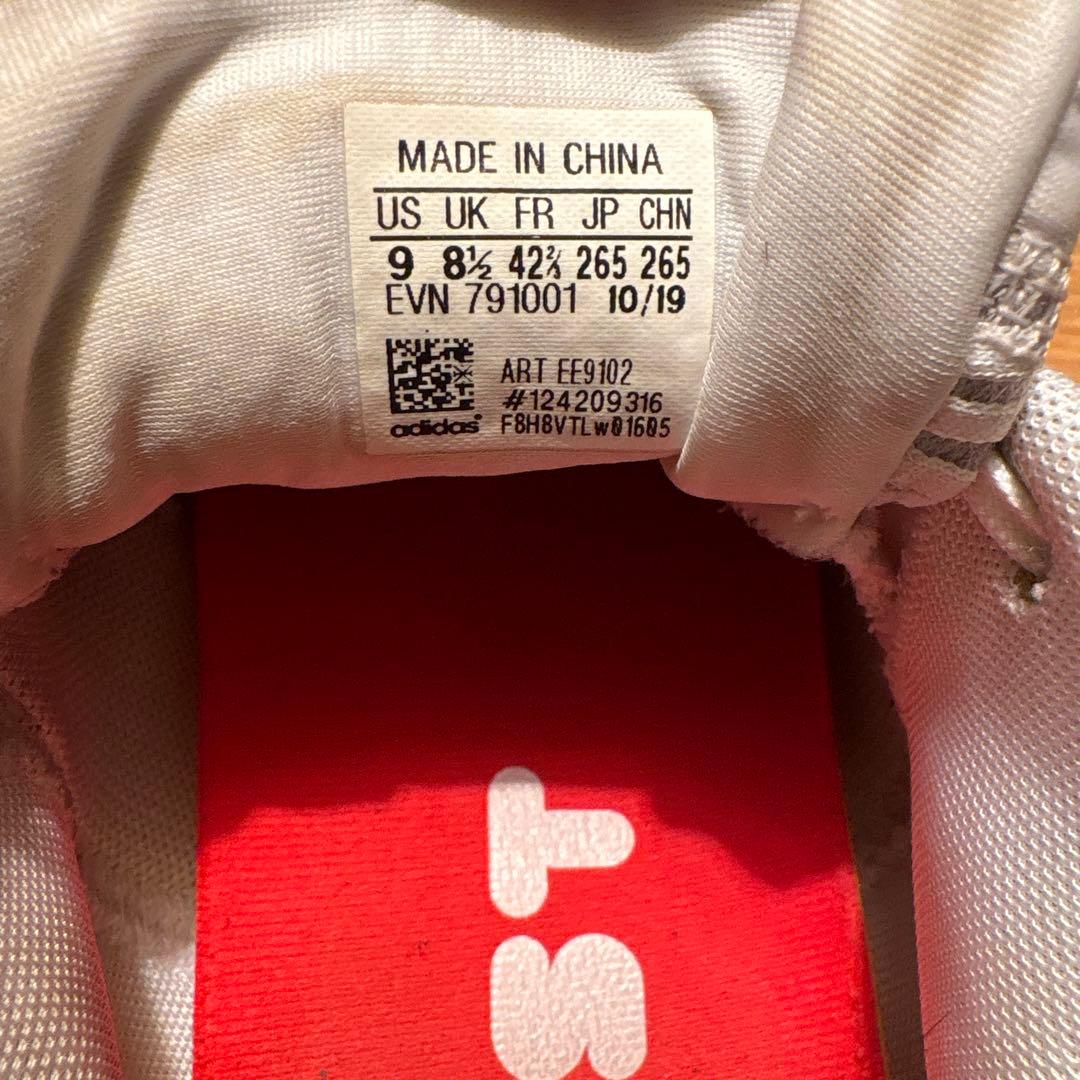 MADE IN CHINA
US UK FR JP CHN
9 8½ 42⅔ 265 265
EVN 791001 10/19
ART EE9102
#124209316
adidas F8H8VTLW01605
ST